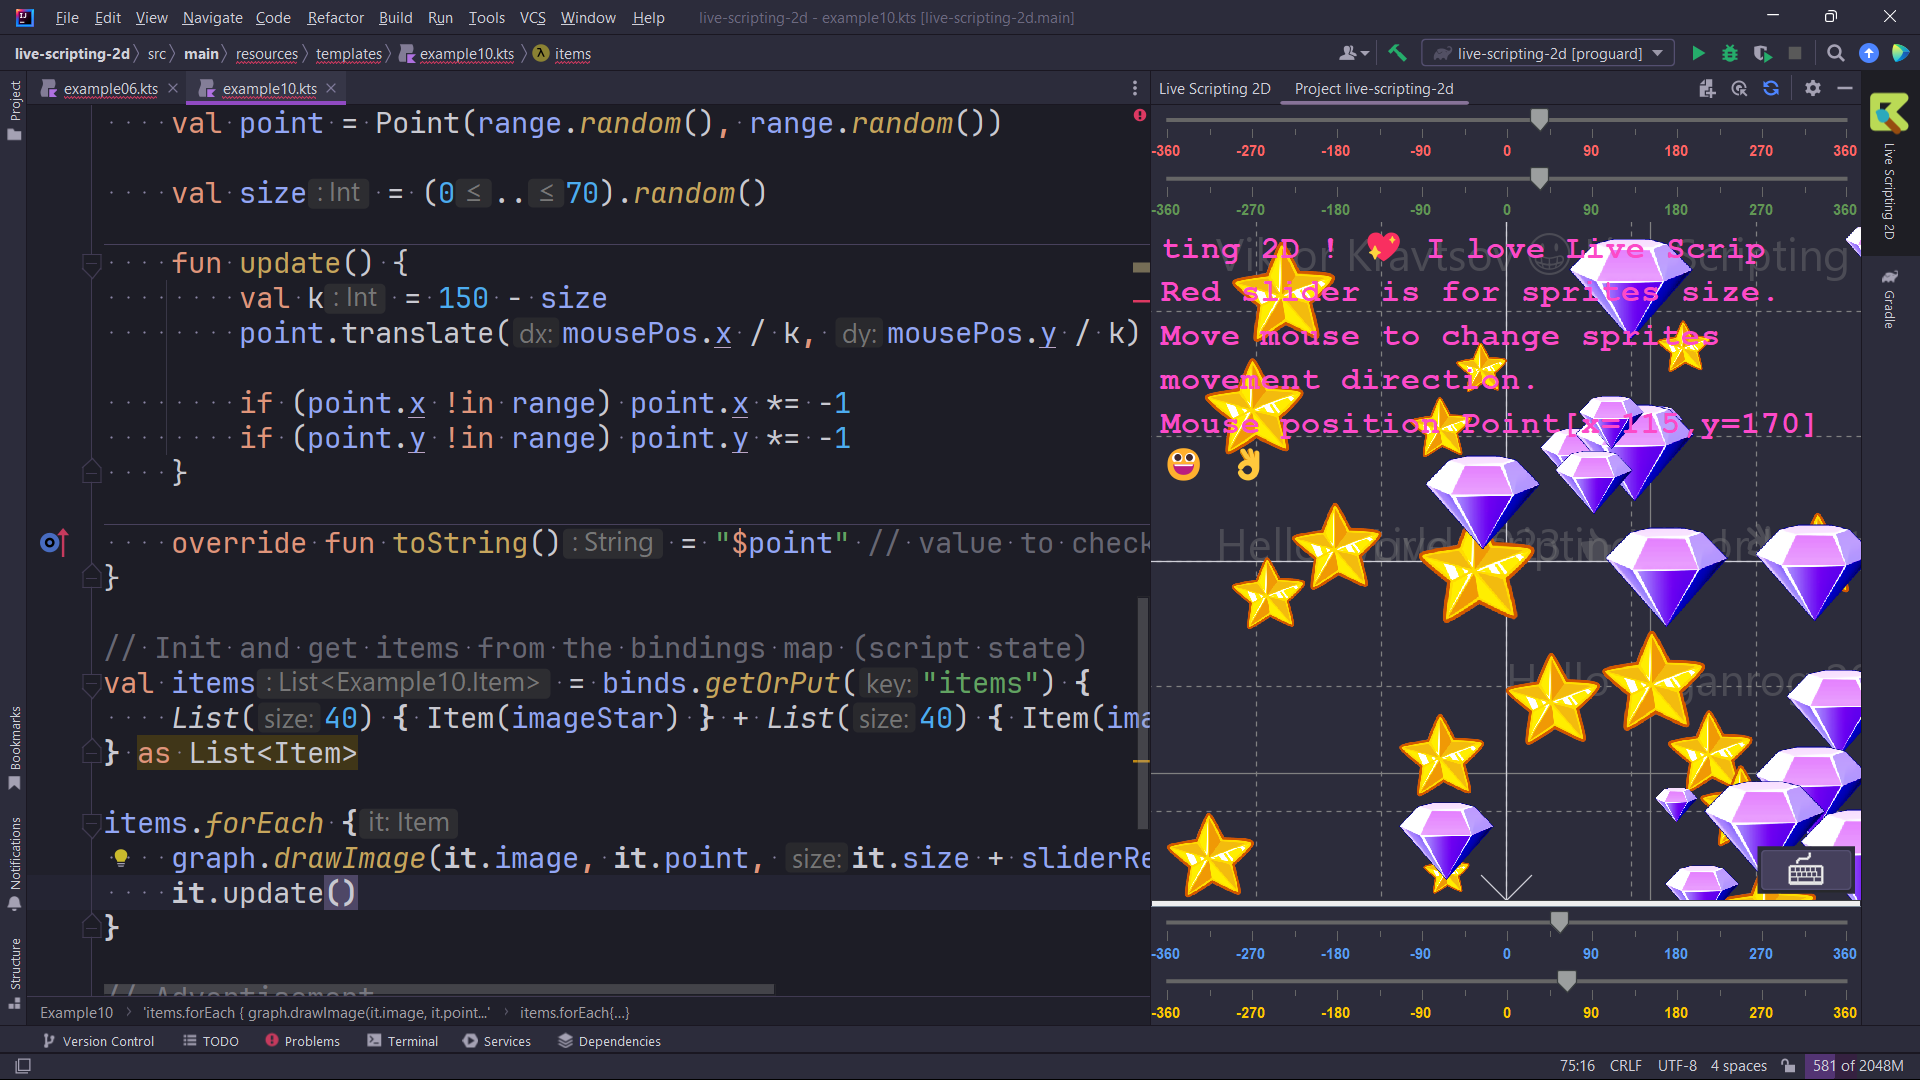 File Edit View Navigate Code Refactor Build Run Tools VCS Window Help live-scripting-2d - example10.kts [live-scripting-2d.main]
live-scripting-2d src main resources templates example10.kts λ items
live-scripting-2d [proguard]
Project
example06.kts
example10.kts
val point = Point(range.random(), range.random())
val size : Int = (0 ≤ .. ≤ 70).random()
fun update() {
val k : Int = 150 - size
point.translate( dx: mousePos.x / k, dy: mousePos.y / k)
if (point.x !in range) point.x *= -1
if (point.y !in range) point.y *= -1
}
override fun toString() : String = "$point" // value to check
}
// Init and get items from the bindings map (script state)
val items : List<Example10.Item> = binds.getOrPut( key: "items") {
List( size: 40) { Item(imageStar) } + List( size: 40) { Item(ima
} as List<Item>
items.forEach { it: Item
graph.drawImage(it.image, it.point, size: it.size + sliderRe
it.update()
}
// Advertisement
Example10 'items.forEach { graph.drawImage(it.image, it.point...' items.forEach{...}
Bookmarks
Notifications
Structure
Live Scripting 2D Project live-scripting-2d
-360 -270 -180 -90 0 90 180 270 360
-360 -270 -180 -90 0 90 180 270 360
Viktor Kravtsov 😀 Scripting
ting 2D ! 💖 I love Live Scrip
Red slider is for sprites size.
Move mouse to change sprites
movement direction.
Mouse position Point[x=115,y=170]
😀 👌
-360 -270 -180 -90 0 90 180 270 360
-360 -270 -180 -90 0 90 180 270 360
Live Scripting 2D
Gradle
Version Control TODO Problems Terminal Services Dependencies
75:16 CRLF UTF-8 4 spaces 581 of 2048M